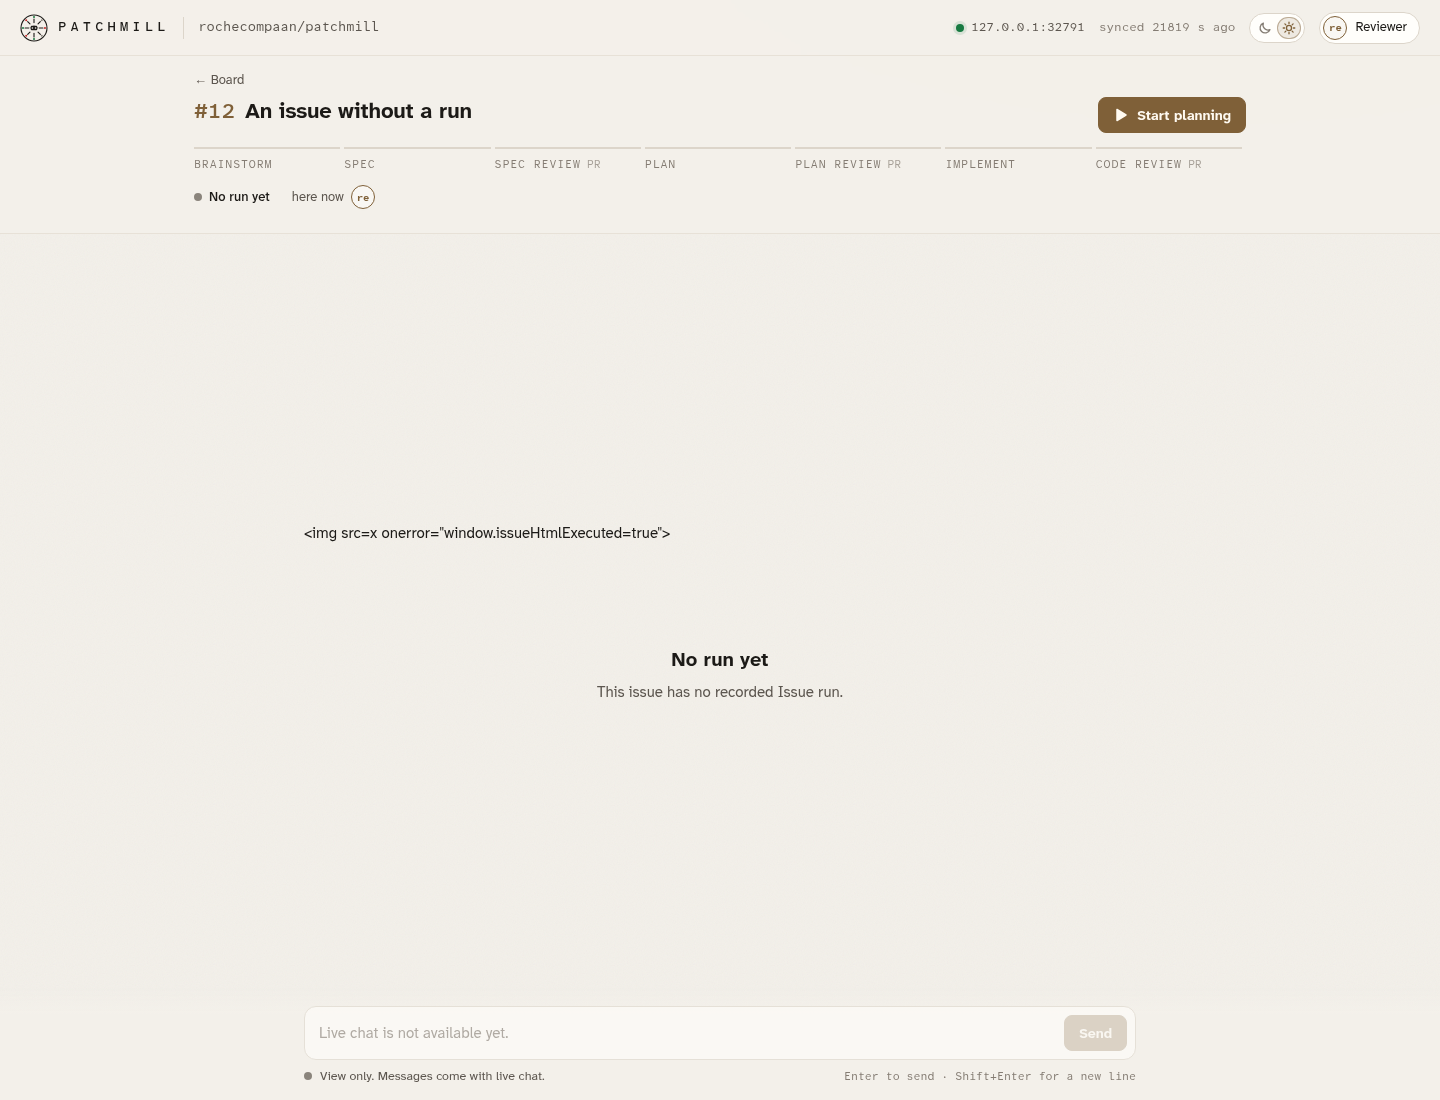 PATCHMILL rochecompaan/patchmill 127.0.0.1:32791 synced 21819 s ago re Reviewer
← Board
#12 An issue without a run Start planning
BRAINSTORM SPEC SPEC REVIEW PR PLAN PLAN REVIEW PR IMPLEMENT CODE REVIEW PR
No run yet here now re
<img src=x onerror="window.issueHtmlExecuted=true">
No run yet
This issue has no recorded Issue run.
Live chat is not available yet. Send
View only. Messages come with live chat. Enter to send · Shift+Enter for a new line